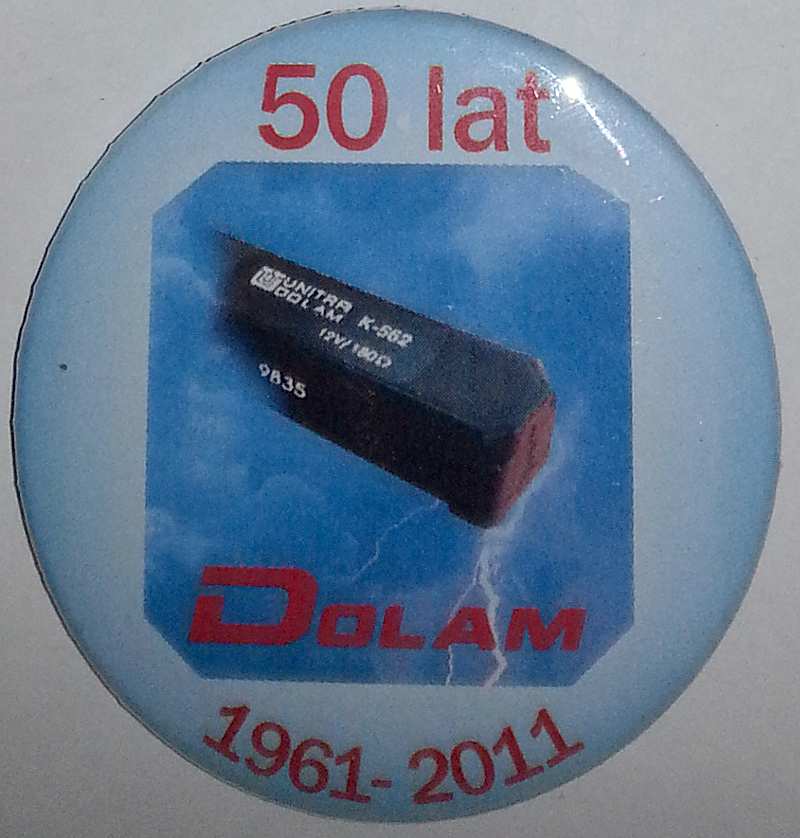 50 lat
UNITRA
DOLAM K-562
12V/180Ω
9835
DOLAM
1961-2011